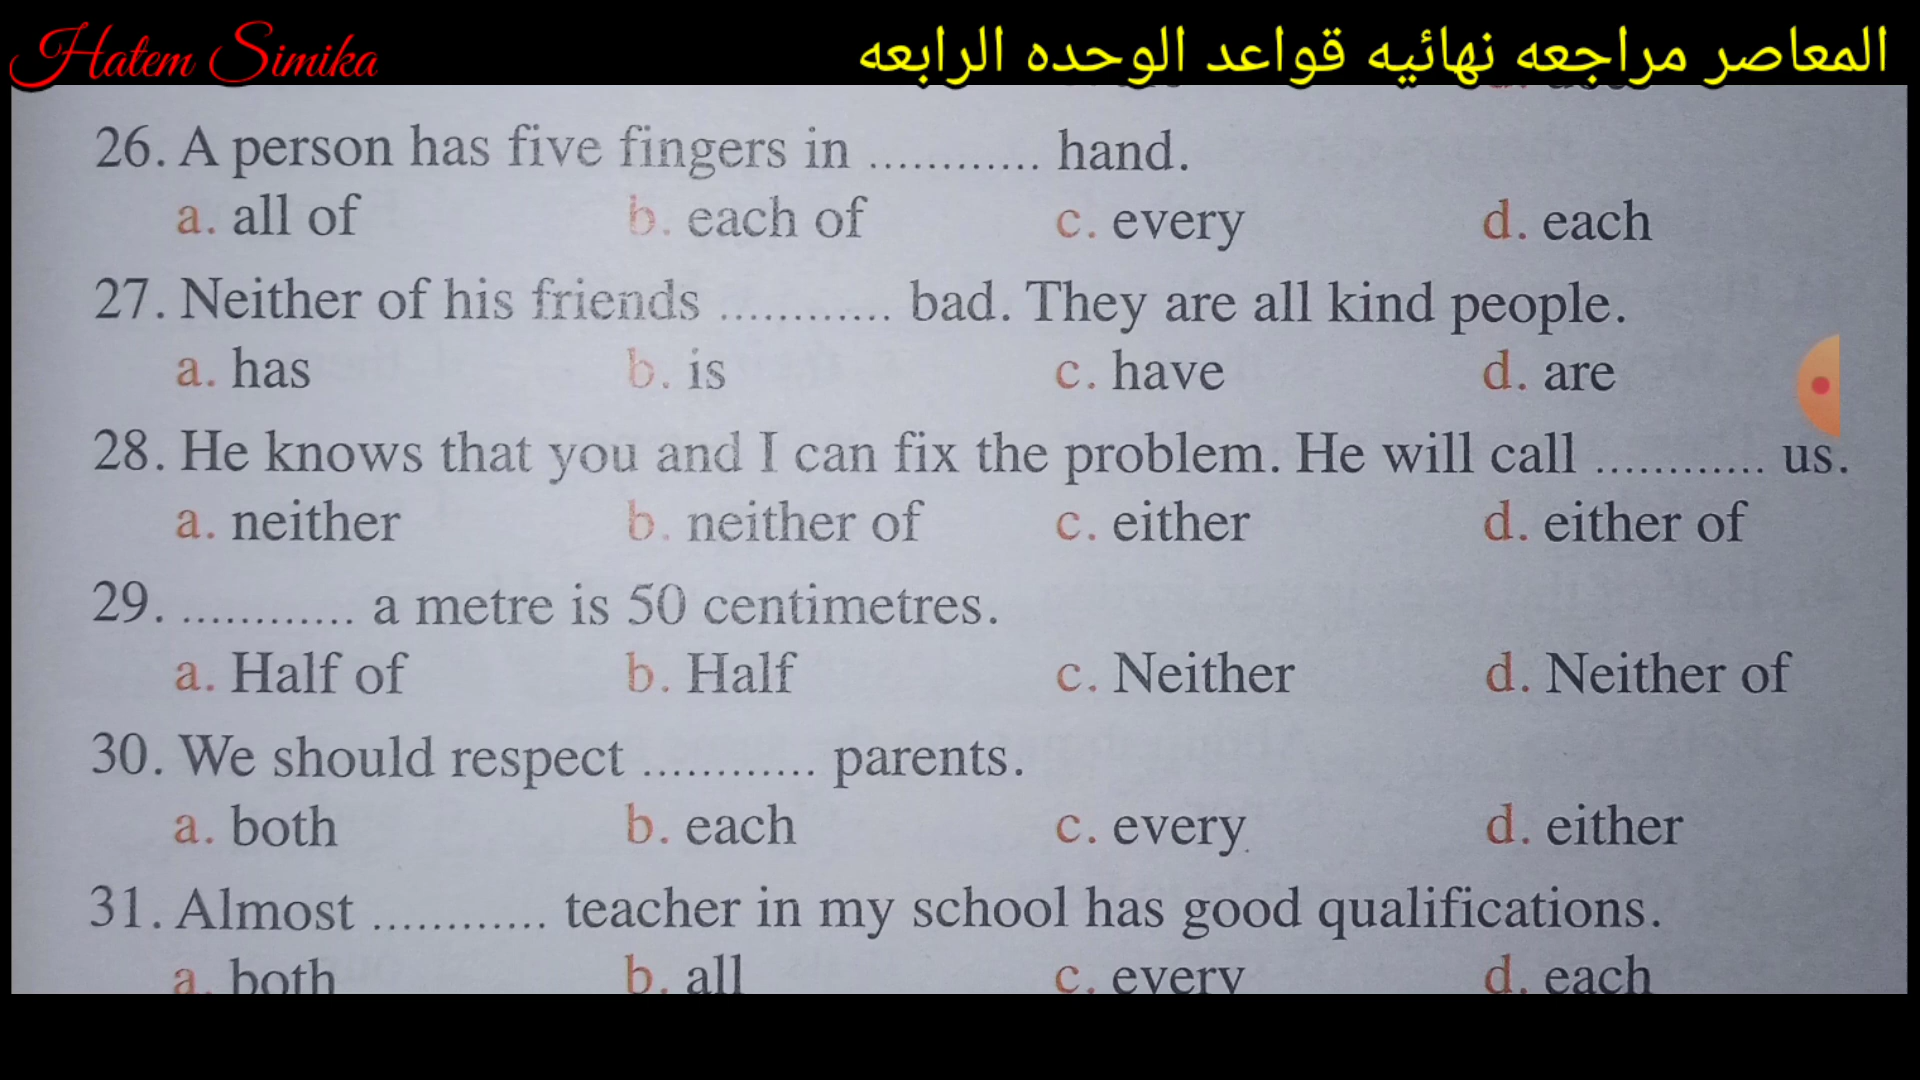 Hatem Simika
المعاصر مراجعه نهائيه قواعد الوحده الرابعه
26. A person has five fingers in ............ hand.
a. all of b. each of c. every d. each
27. Neither of his friends ............ bad. They are all kind people.
a. has b. is c. have d. are
28. He knows that you and I can fix the problem. He will call ............ us.
a. neither b. neither of c. either d. either of
29. ............ a metre is 50 centimetres.
a. Half of b. Half c. Neither d. Neither of
30. We should respect ............ parents.
a. both b. each c. every d. either
31. Almost ............ teacher in my school has good qualifications.
a. both b. all c. every d. each